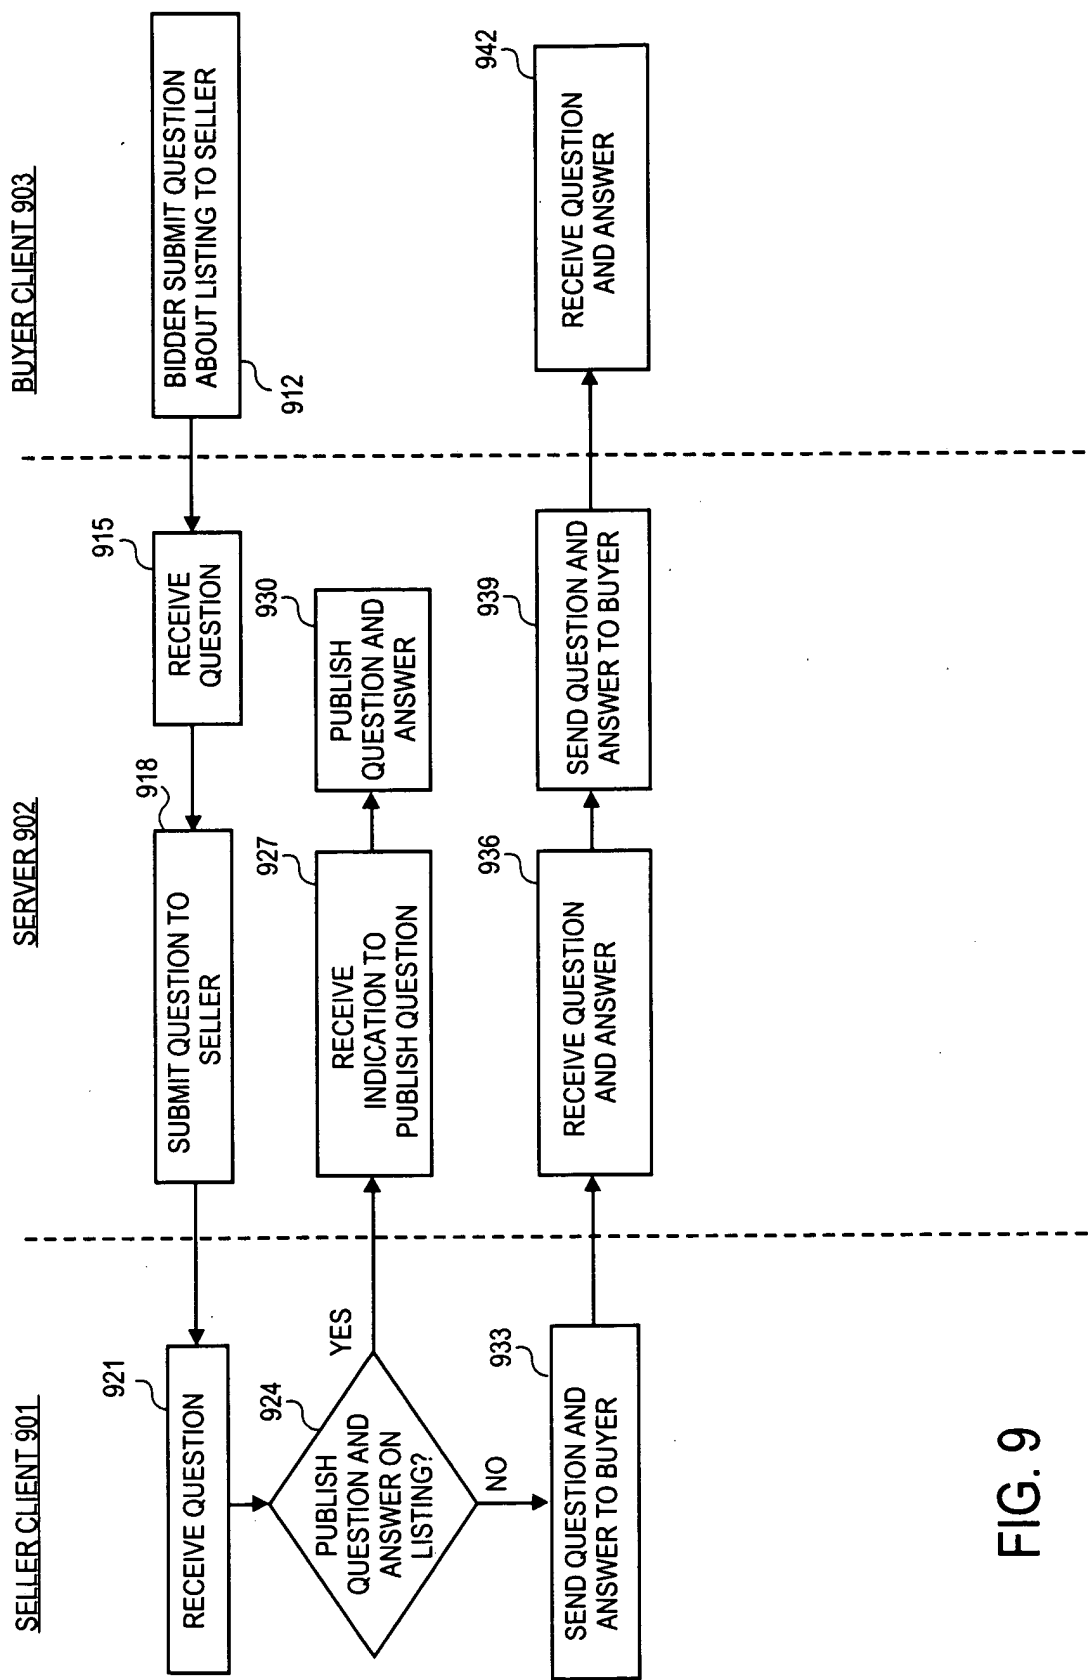 SELLER CLIENT 901
SERVER 902
BUYER CLIENT 903
BIDDER SUBMIT QUESTION
ABOUT LISTING TO SELLER
912
915
RECEIVE
QUESTION
918
SUBMIT QUESTION TO
SELLER
921
RECEIVE QUESTION
924
PUBLISH
QUESTION AND
ANSWER ON
LISTING?
YES
NO
927
RECEIVE
INDICATION TO
PUBLISH QUESTION
930
PUBLISH
QUESTION AND
ANSWER
933
SEND QUESTION AND
ANSWER TO BUYER
936
RECEIVE QUESTION
AND ANSWER
939
SEND QUESTION AND
ANSWER TO BUYER
942
RECEIVE QUESTION
AND ANSWER
FIG. 9